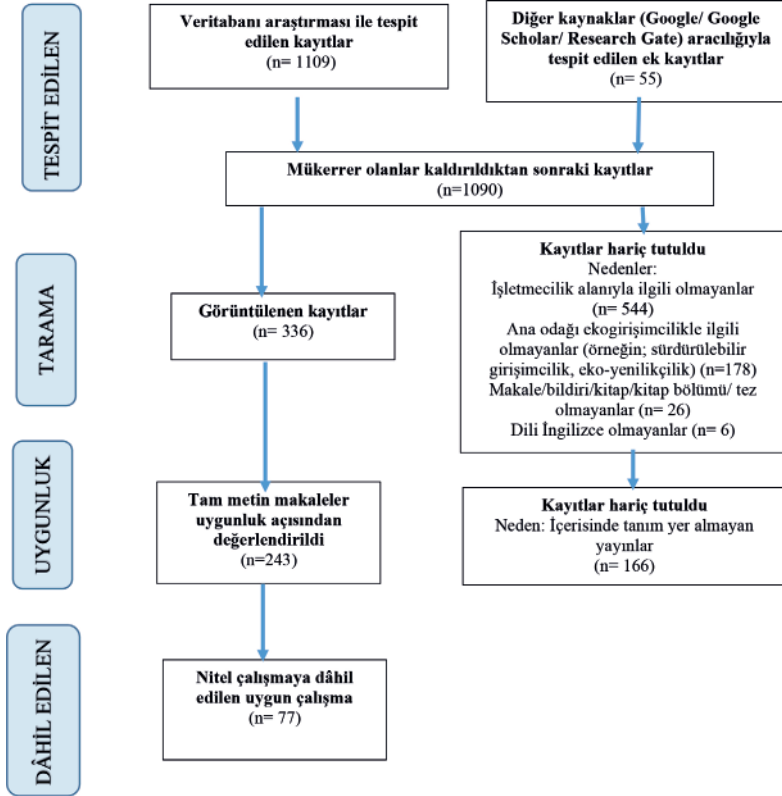 TESPİT EDİLEN
Veritabanı araştırması ile tespit
edilen kayıtlar
(n= 1109)
Diğer kaynaklar (Google/ Google
Scholar/ Research Gate) aracılığıyla
tespit edilen ek kayıtlar
(n= 55)
Mükerrer olanlar kaldırıldıktan sonraki kayıtlar
(n=1090)
TARAMA
Görüntülenen kayıtlar
(n= 336)
Kayıtlar hariç tutuldu
Nedenler:
İşletmecilik alanıyla ilgili olmayanlar
(n= 544)
Ana odağı ekogirişimcilikle ilgili
olmayanlar (örneğin; sürdürülebilir
girişimcilik, eko-yenilikçilik) (n=178)
Makale/bildiri/kitap/kitap bölümü/ tez
olmayanlar (n= 26)
Dili İngilizce olmayanlar (n= 6)
UYGUNLUK
Tam metin makaleler
uygunluk açısından
değerlendirildi
(n=243)
Kayıtlar hariç tutuldu
Neden: İçerisinde tanım yer almayan
yayınlar
(n= 166)
DÂHİL EDİLEN
Nitel çalışmaya dâhil
edilen uygun çalışma
(n= 77)